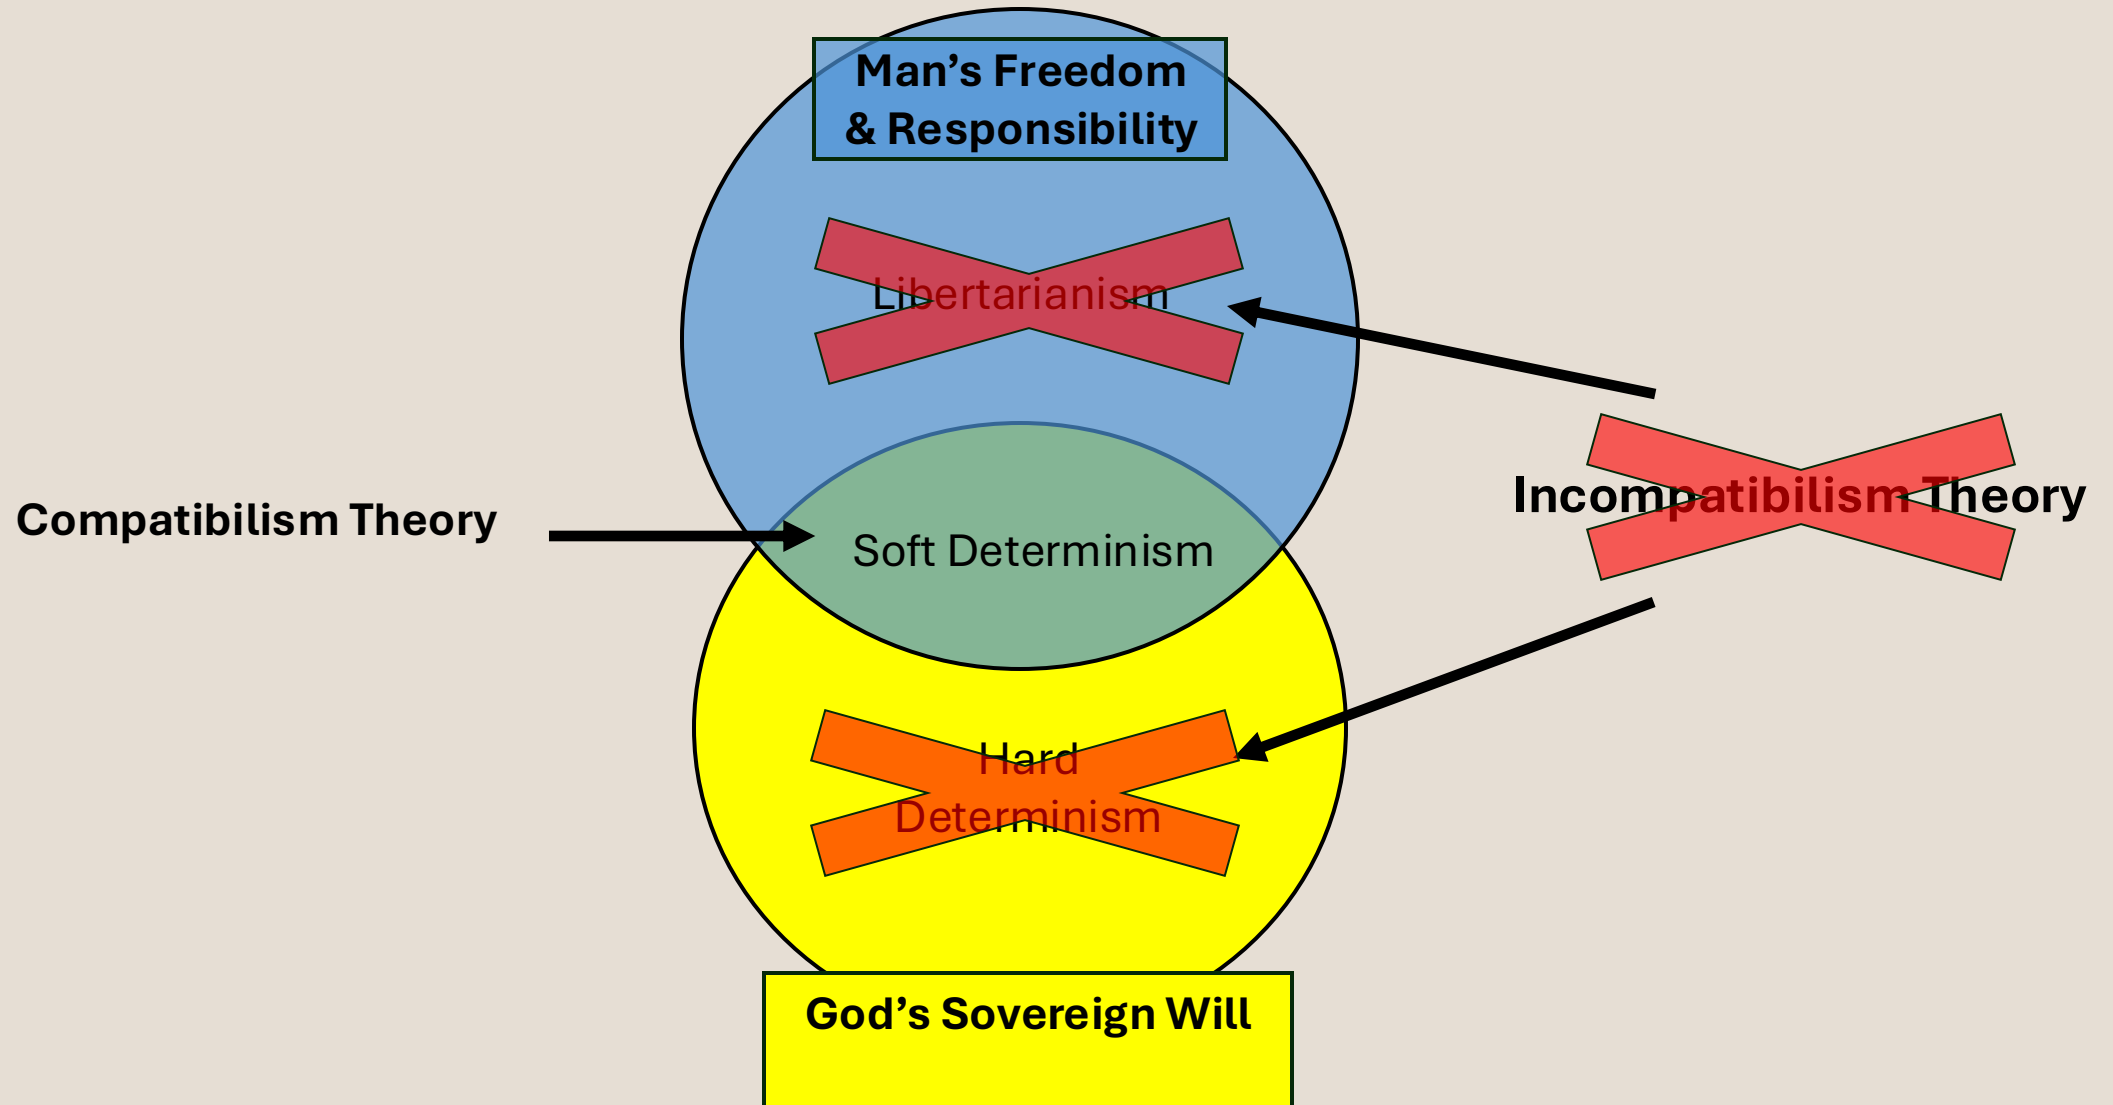 Man’s Freedom
& Responsibility
Libertarianism
Compatibilism Theory
Incompatibilism Theory
Soft Determinism
Hard
Determinism
God’s Sovereign Will